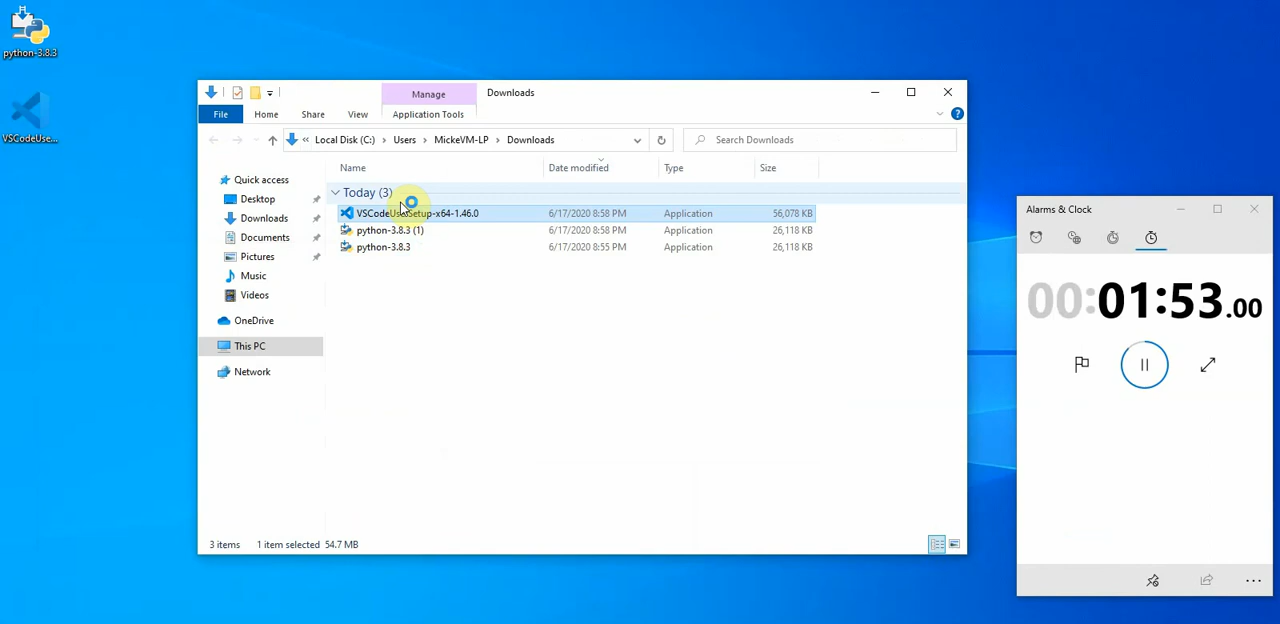 python-3.8.3
VSCodeUse...
Manage
Downloads
File
Home
Share
View
Application Tools
Local Disk (C:)
Users
MickeVM-LP
Downloads
Search Downloads
Name
Date modified
Type
Size
Quick access
Desktop
Downloads
Documents
Pictures
Music
Videos
OneDrive
This PC
Network
Today (3)
VSCodeUserSetup-x64-1.46.0 6/17/2020 8:58 PM Application 56,078 KB
python-3.8.3 (1) 6/17/2020 8:58 PM Application 26,118 KB
python-3.8.3 6/17/2020 8:55 PM Application 26,118 KB
3 items 1 item selected 54.7 MB
Alarms & Clock
00:01:53.00